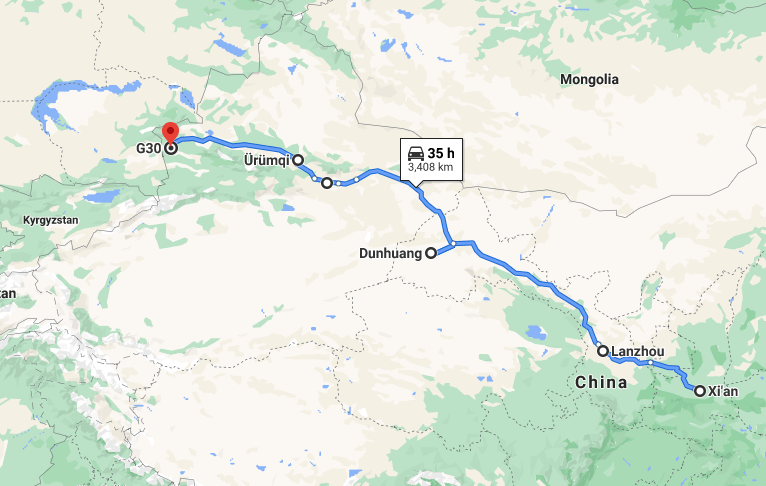 Mongolia
G30
Ürümqi
35 h
3,408 km
Kyrgyzstan
Dunhuang
tan
Lanzhou
China
Xi'an